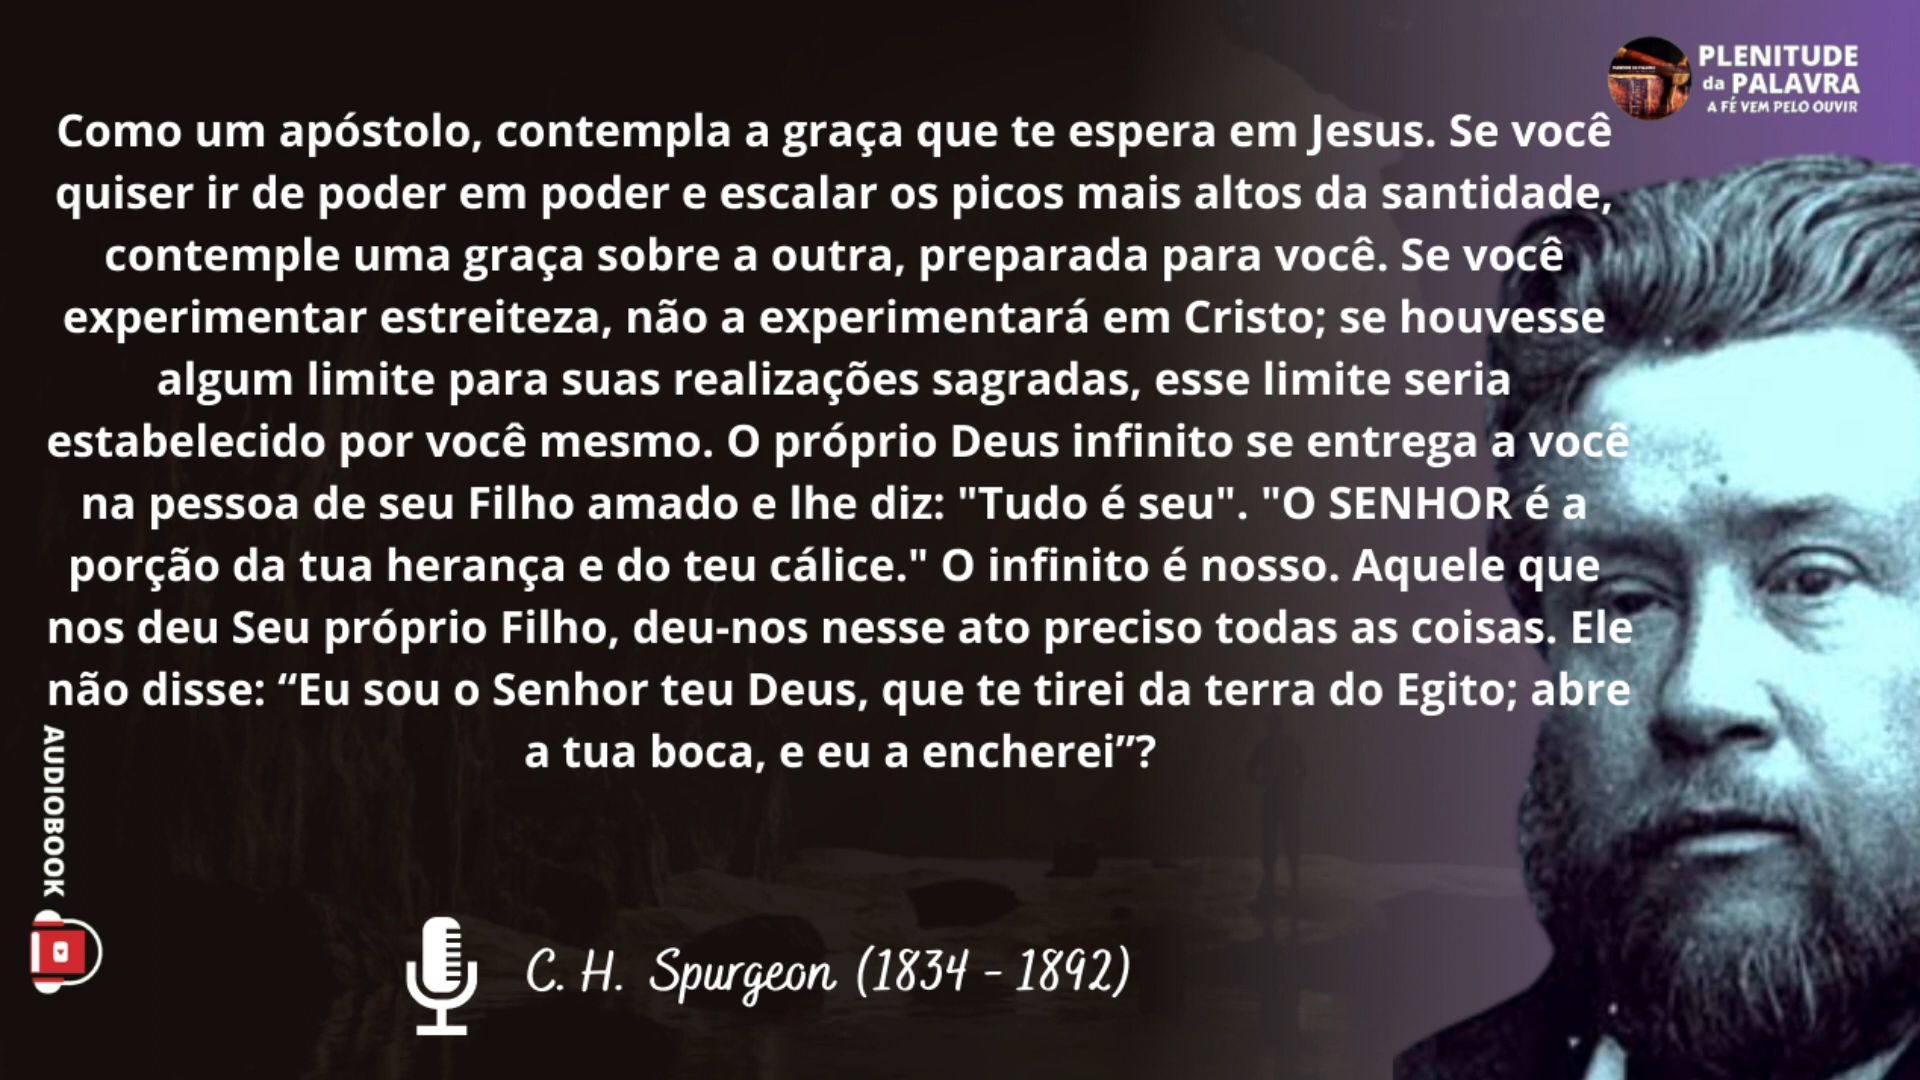 PLENITUDE
da PALAVRA
A FÉ VEM PELO OUVIR
Como um apóstolo, contempla a graça que te espera em Jesus. Se você
quiser ir de poder em poder e escalar os picos mais altos da santidade,
contemple uma graça sobre a outra, preparada para você. Se você
experimentar estreiteza, não a experimentará em Cristo; se houvesse
algum limite para suas realizações sagradas, esse limite seria
estabelecido por você mesmo. O próprio Deus infinito se entrega a você
na pessoa de seu Filho amado e lhe diz: "Tudo é seu". "O SENHOR é a
porção da tua herança e do teu cálice." O infinito é nosso. Aquele que
nos deu Seu próprio Filho, deu-nos nesse ato preciso todas as coisas. Ele
não disse: “Eu sou o Senhor teu Deus, que te tirei da terra do Egito; abre
a tua boca, e eu a encherei”?
AUDIOBOOK
C. H. Spurgeon (1834 - 1892)